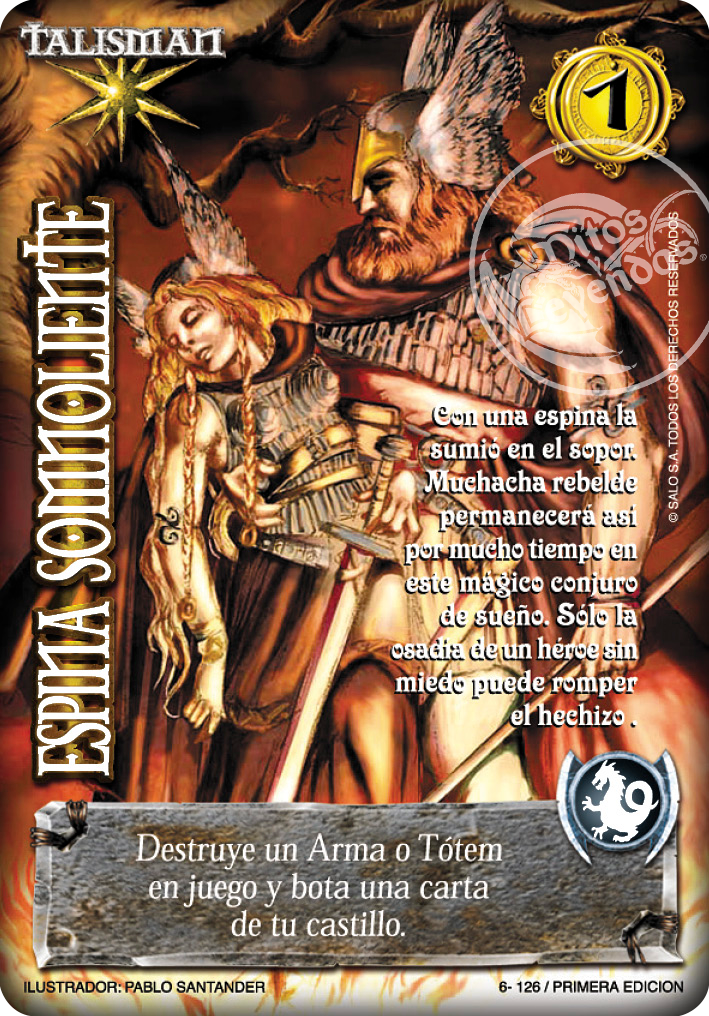 TALISMAN
1
ESPINA SOMNOLIENTE
Mitos y Leyendas
®
© SALO S.A. TODOS LOS DERECHOS RESERVADOS
Con una espina la
sumió en el sopor.
Muchacha rebelde
permanecerá así
por mucho tiempo en
este mágico conjuro
de sueño. Sólo la
osadía de un héroe sin
miedo puede romper
el hechizo .
Destruye un Arma o Tótem
en juego y bota una carta
de tu castillo.
ILUSTRADOR: PABLO SANTANDER
6- 126 / PRIMERA EDICION